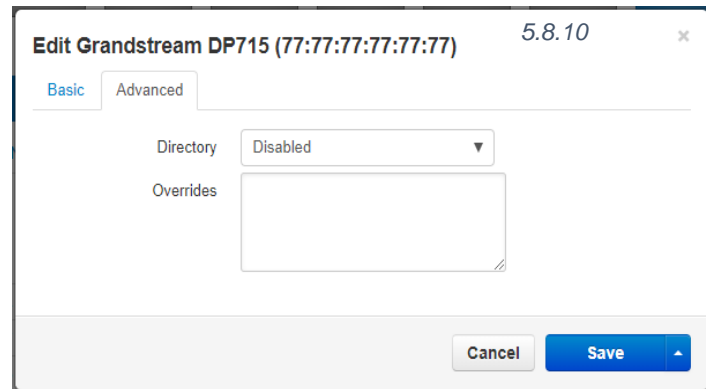 5.8.10
Edit Grandstream DP715 (77:77:77:77:77:77)
×
Basic Advanced
Directory Disabled
Overrides
Cancel Save